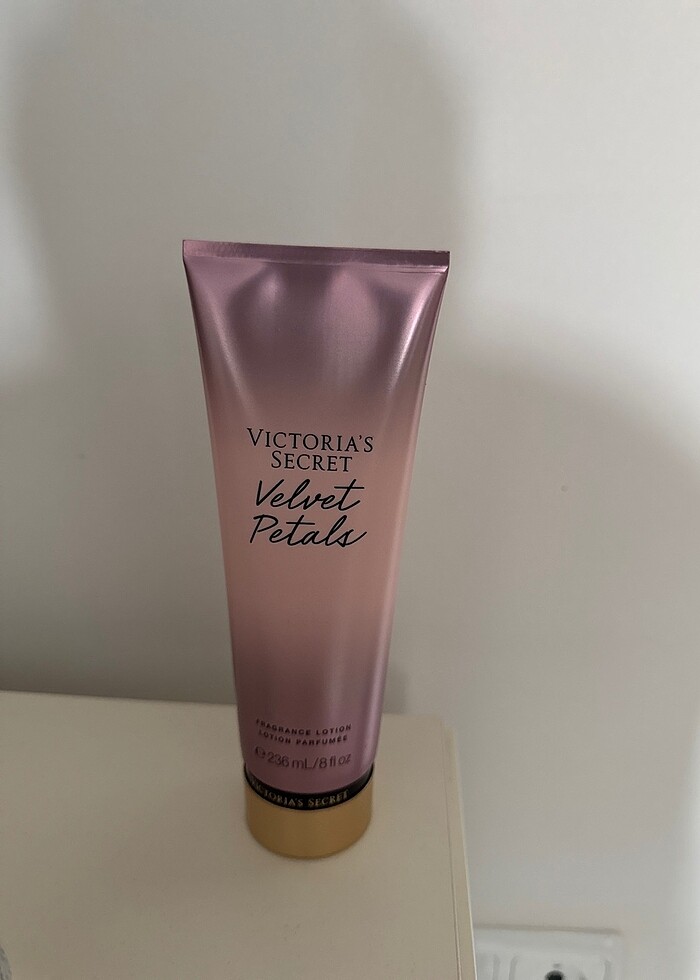 VICTORIA'S
SECRET
Velvet
Petals
FRAGRANCE LOTION
LOTION PARFUMÉE
℮ 236 mL/8 fl oz
VICTORIA'S SECRET